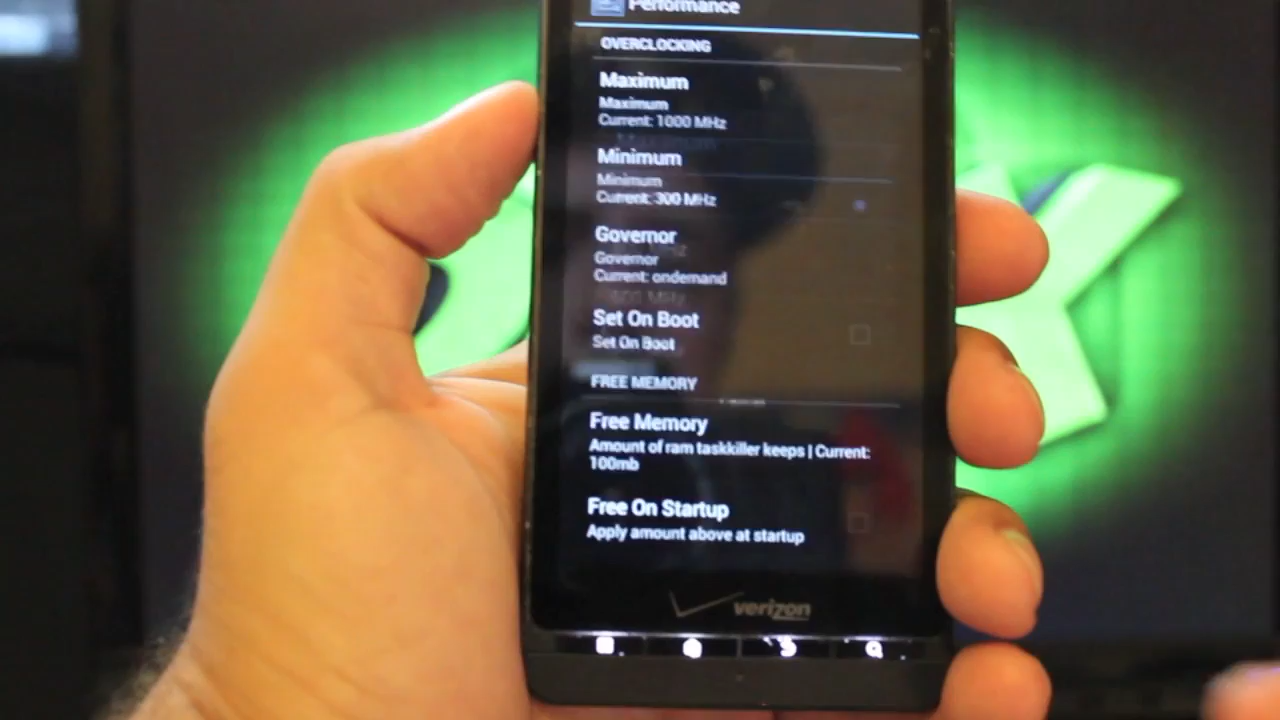 Performance
OVERCLOCKING
Maximum
Maximum
Current: 1000 MHz
Minimum
Minimum
Current: 300 MHz
Governor
Governor
Current: ondemand
Set On Boot
Set On Boot
FREE MEMORY
Free Memory
Amount of ram taskkiller keeps | Current:
100mb
Free On Startup
Apply amount above at startup
verizon